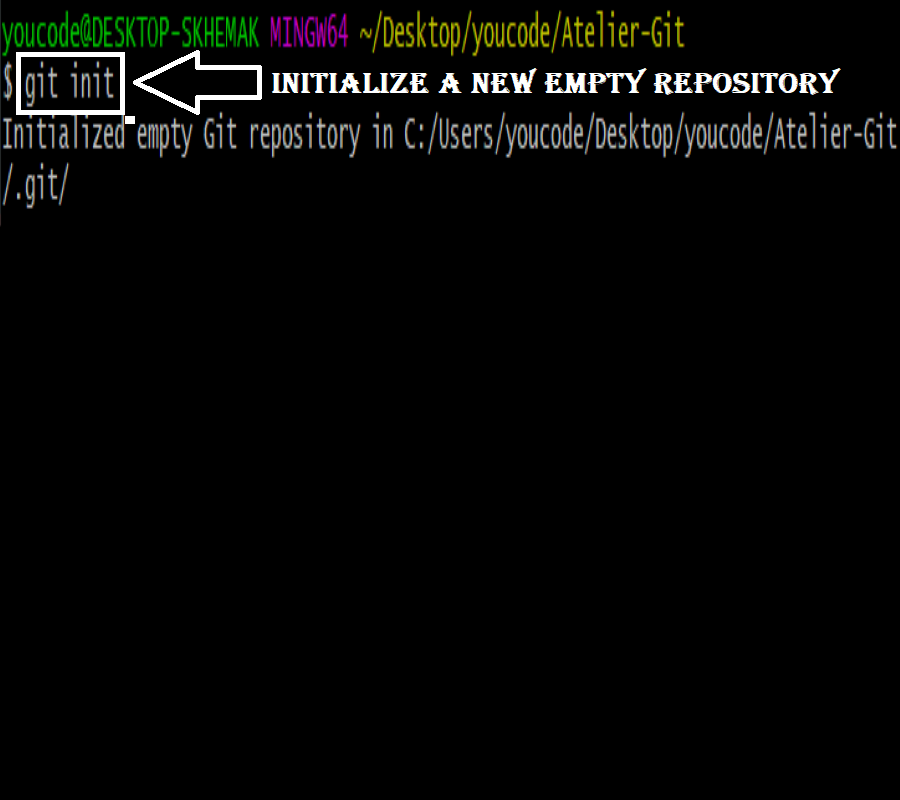 youcode@DESKTOP-SKHEMAK MINGW64 ~/Desktop/youcode/Atelier-Git
$ git init INITIALIZE A NEW EMPTY REPOSITORY
Initialized empty Git repository in C:/Users/youcode/Desktop/youcode/Atelier-Git
/.git/